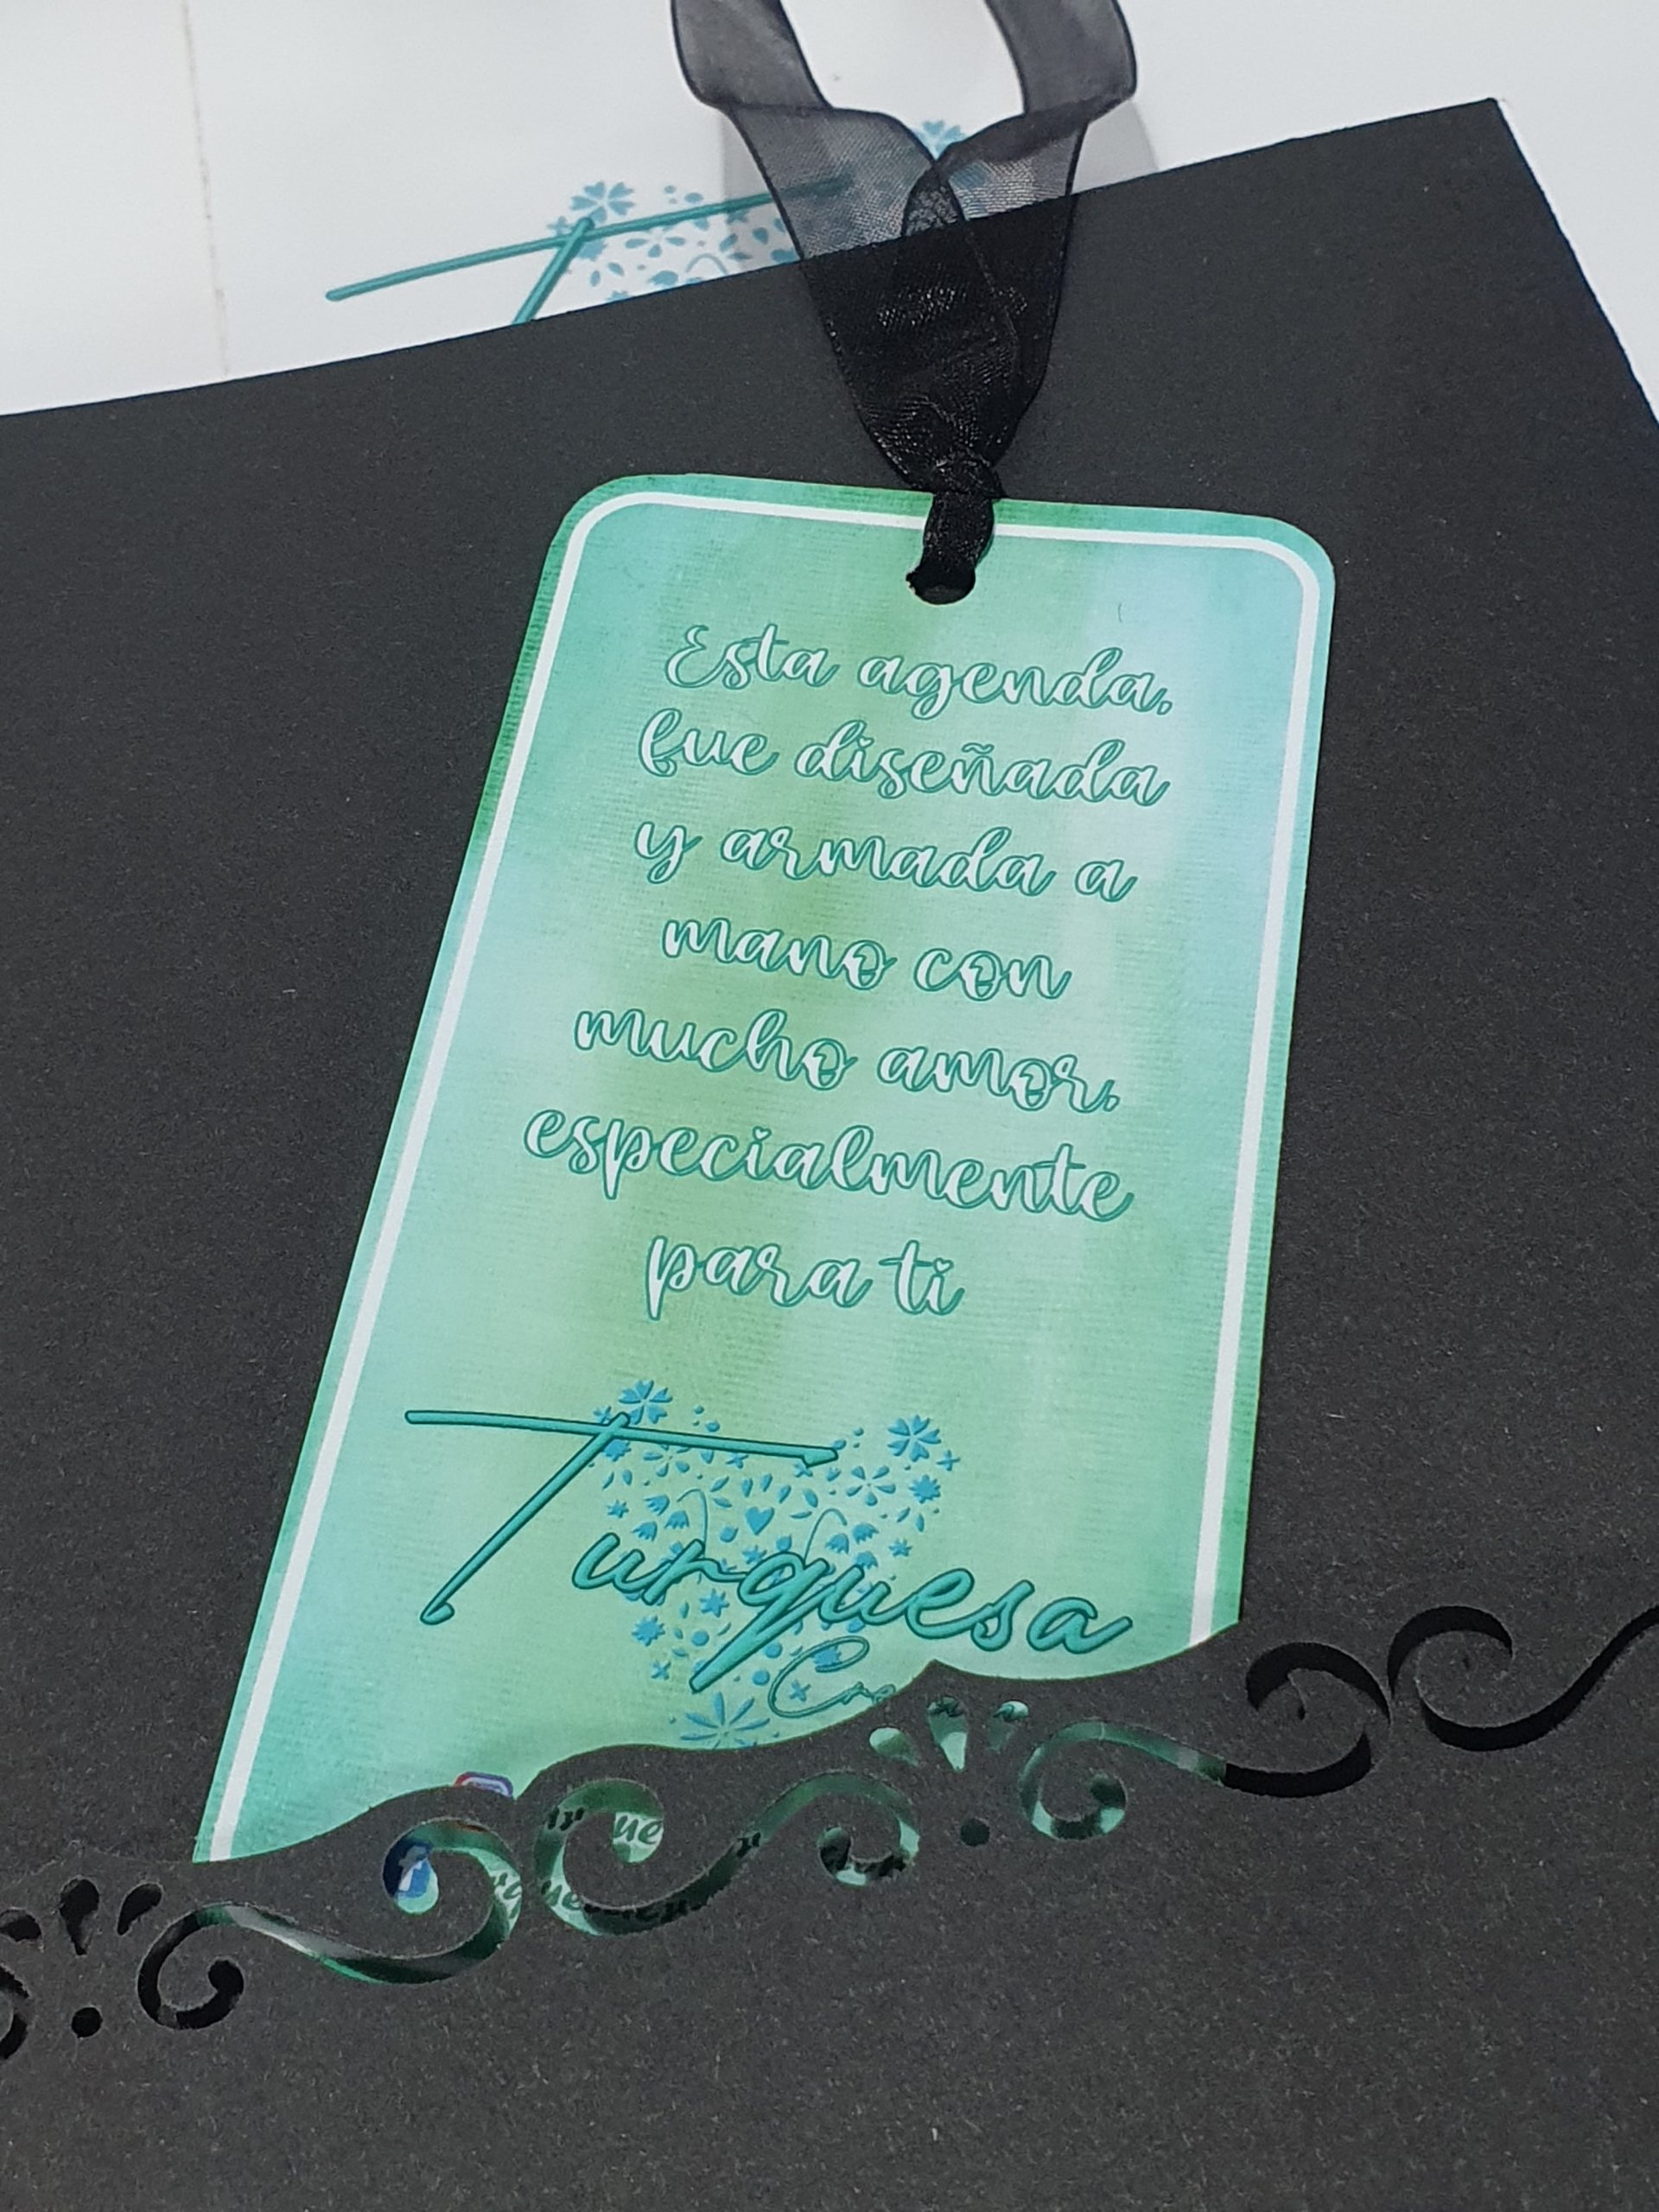 Esta agenda,
fue diseñada
y armada a
mano con
mucho amor,
especialmente
para ti
Turquesa